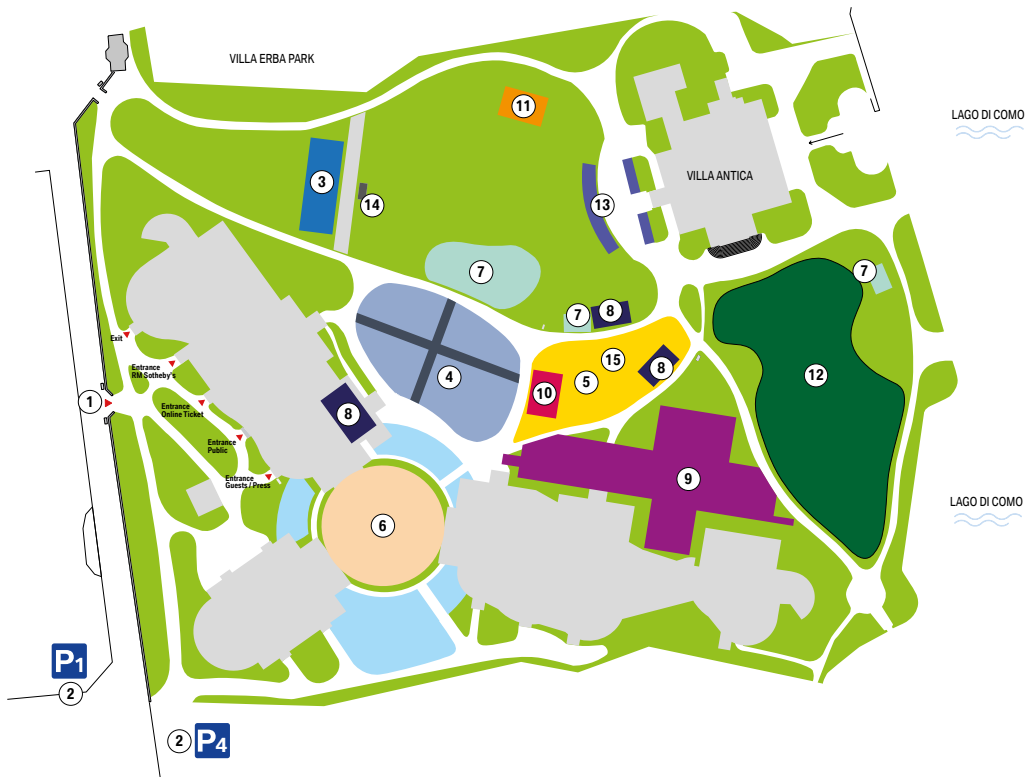 VILLA ERBA PARK
11
LAGO DI COMO
3
VILLA ANTICA
14
13
7
7
7
8
15
Exit
Entrance
RM Sotheby's
4
5
8
12
10
1
Entrance
Online Ticket
8
Entrance
Public
9
Entrance
Guests / Press
LAGO DI COMO
6
P1
2
2
P4